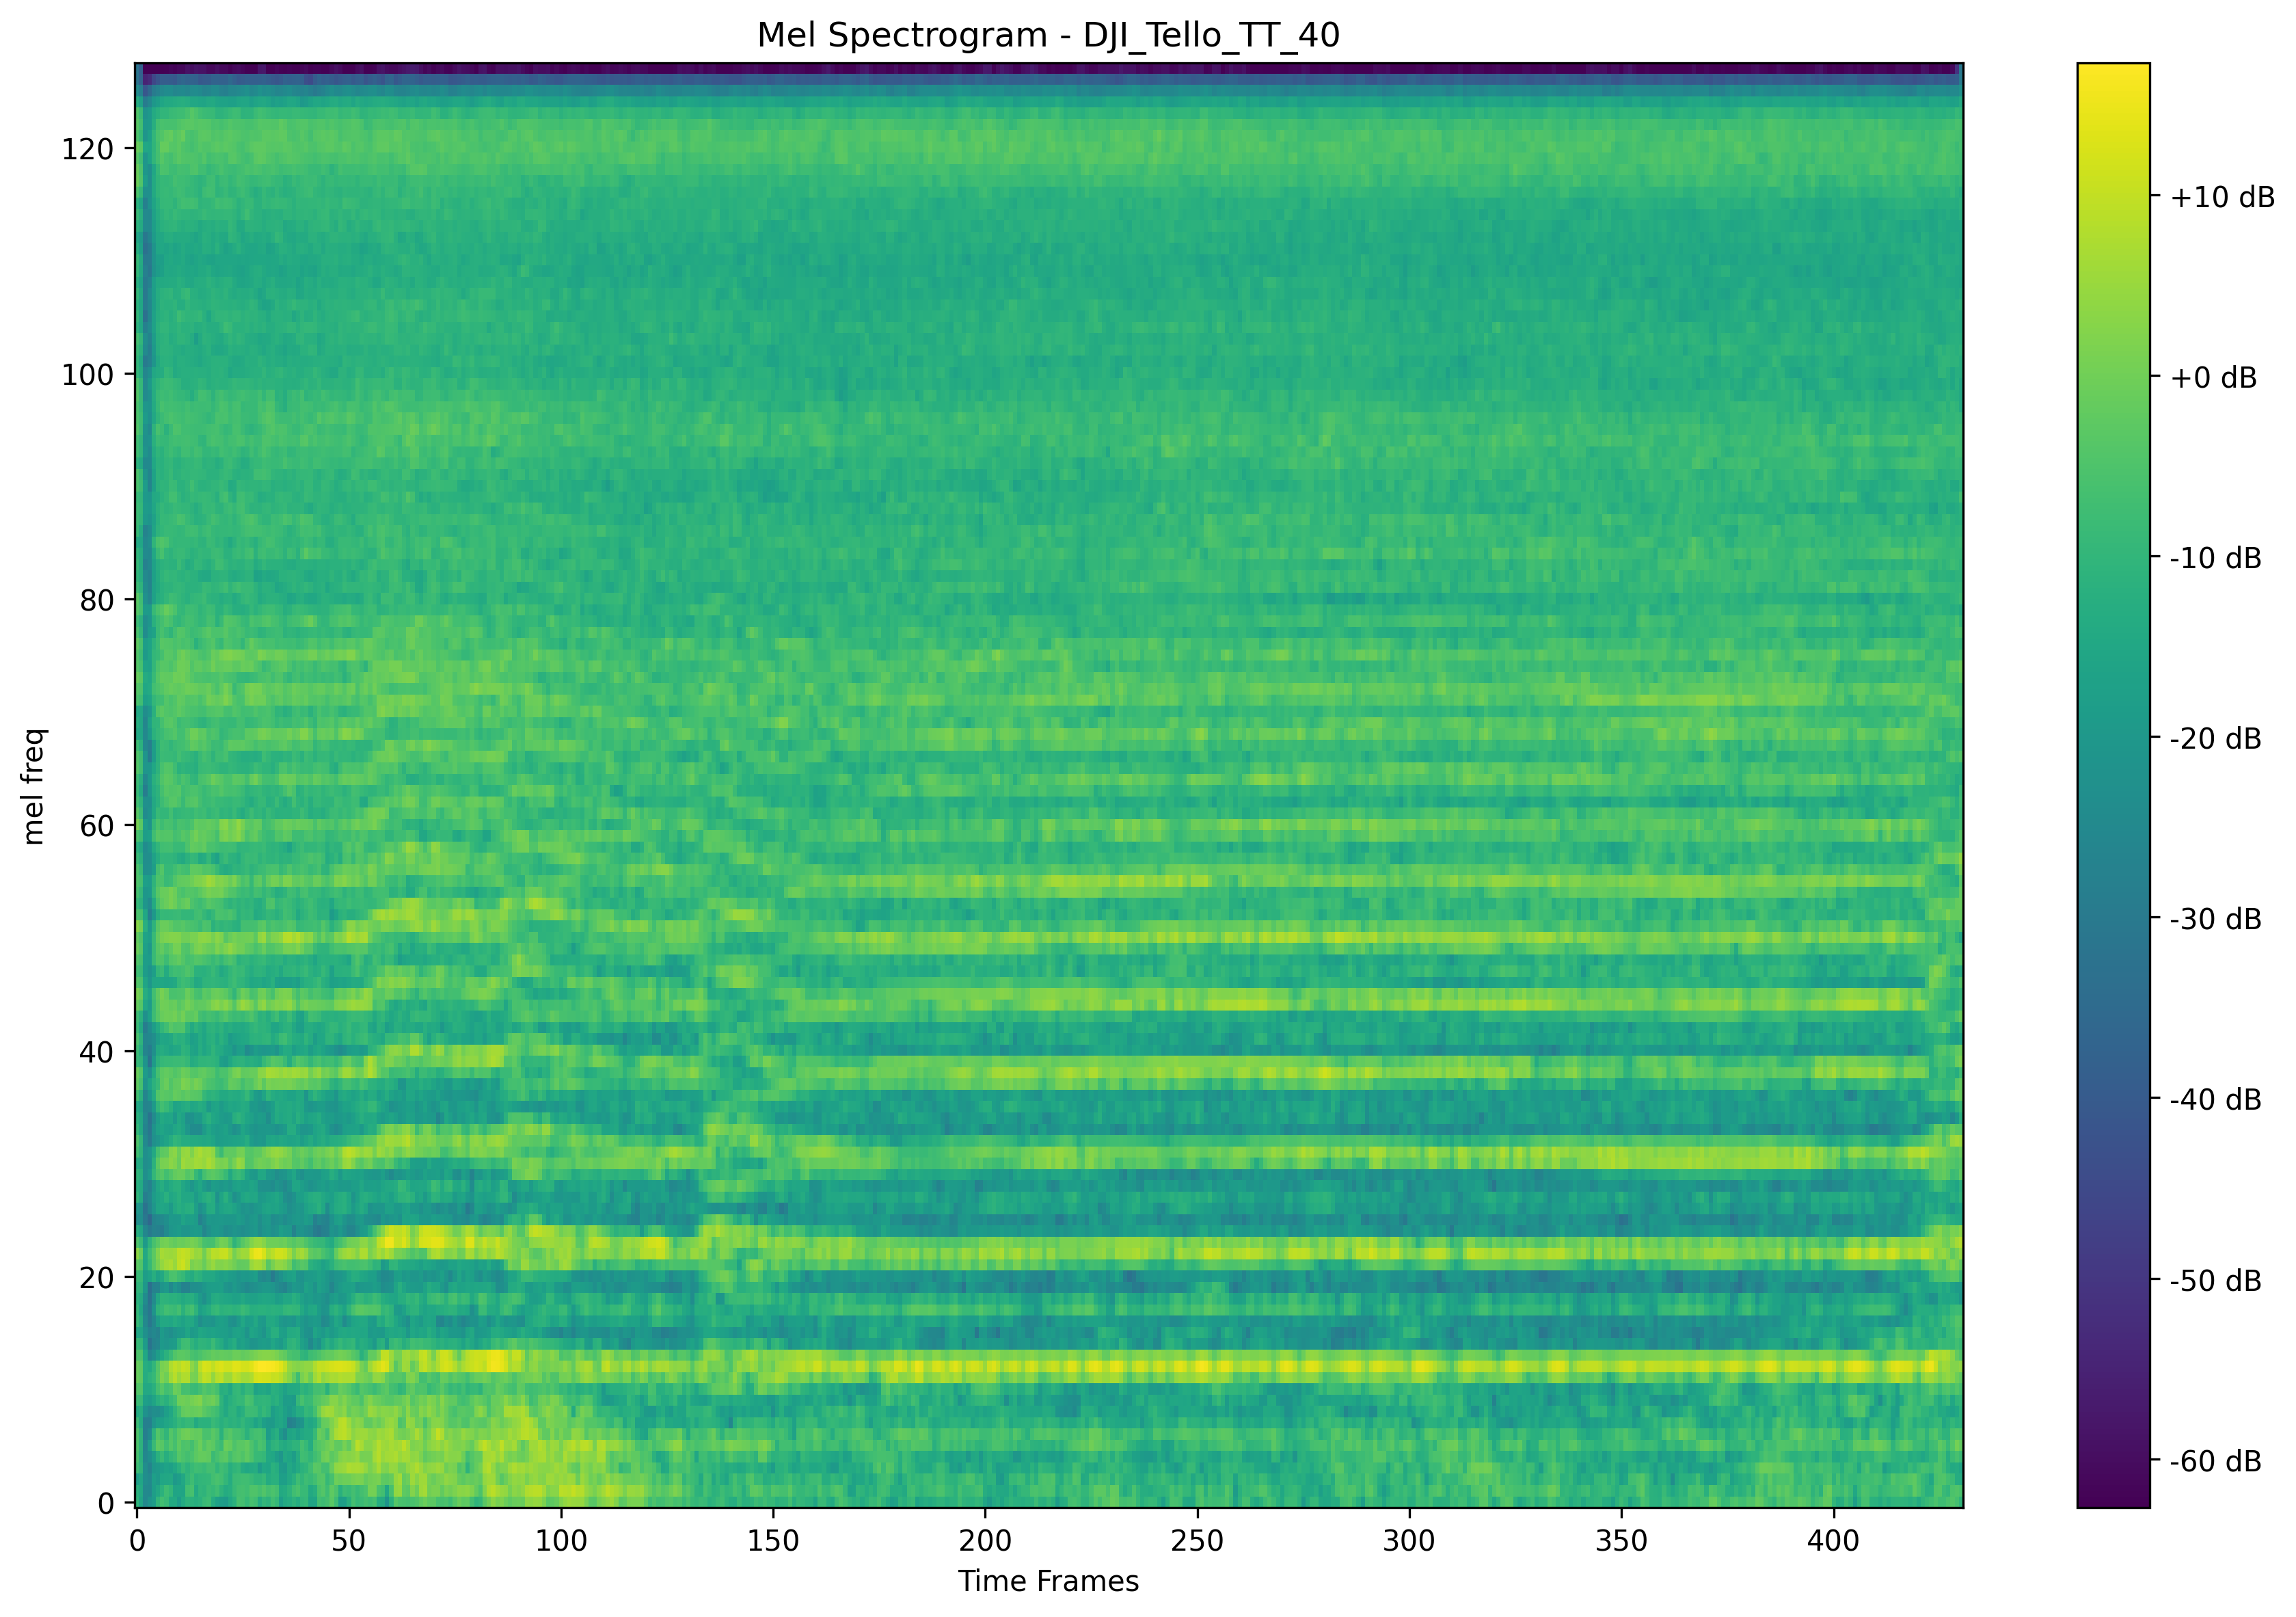 Mel Spectrogram - DJI_Tello_TT_40
mel freq
120
100
80
60
40
20
0
0 50 100 150 200 250 300 350 400
Time Frames
+10 dB
+0 dB
-10 dB
-20 dB
-30 dB
-40 dB
-50 dB
-60 dB